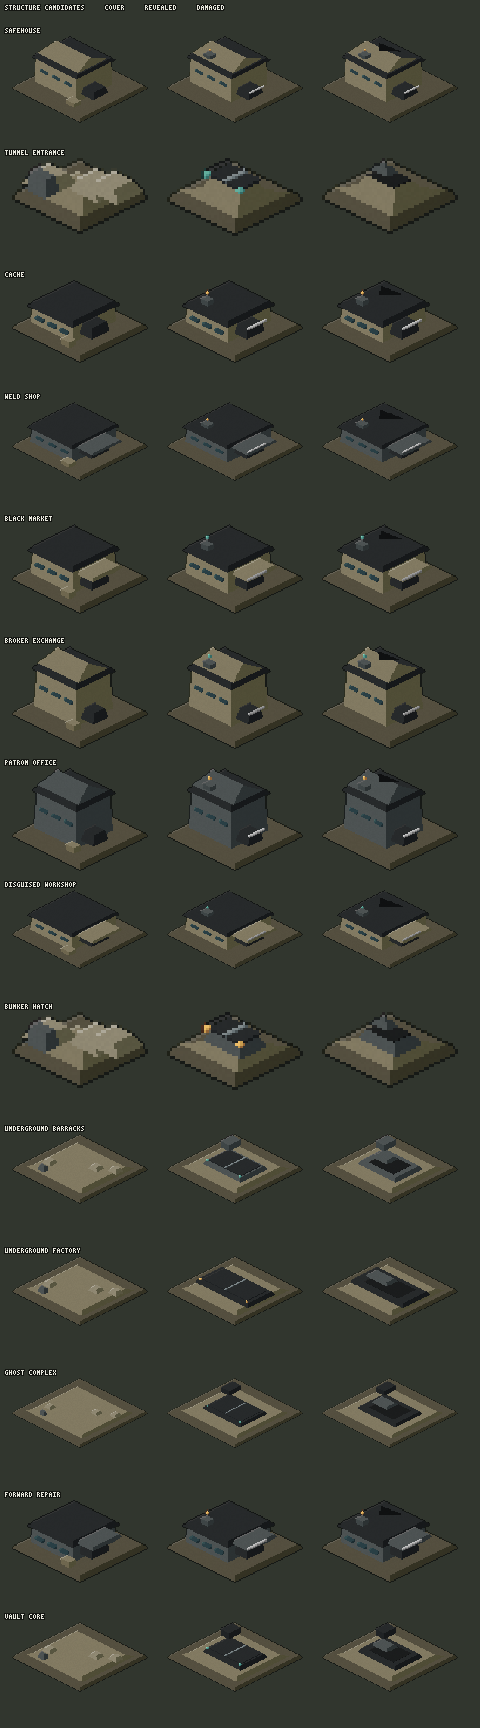 STRUCTURE CANDIDATES COVER REVEALED DAMAGED
SAFEHOUSE
TUNNEL ENTRANCE
CACHE
WELD SHOP
BLACK MARKET
BROKER EXCHANGE
PATRON OFFICE
DISGUISED WORKSHOP
BUNKER HATCH
UNDERGROUND BARRACKS
UNDERGROUND FACTORY
GHOST COMPLEX
FORWARD REPAIR
VAULT CORE